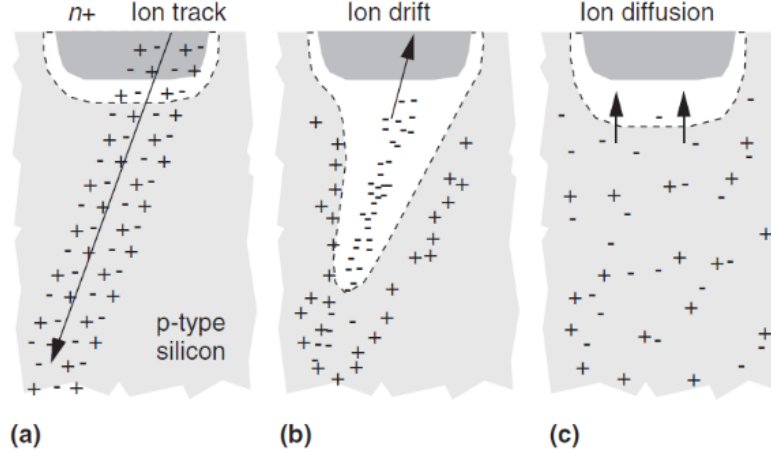 n+ Ion track
Ion drift
Ion diffusion
p-type
silicon
(a)
(b)
(c)